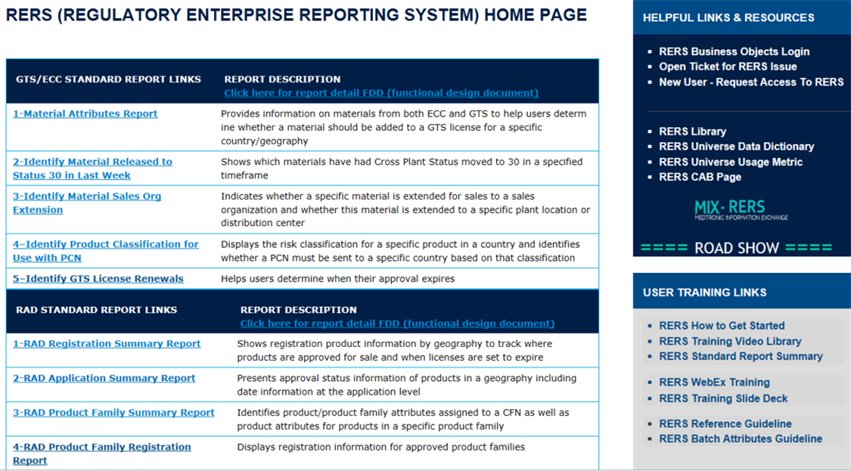 RERS (REGULATORY ENTERPRISE REPORTING SYSTEM) HOME PAGE
GTS/ECC STANDARD REPORT LINKS
REPORT DESCRIPTION
Click here for report detail FDD (functional design document)
1-Material Attributes Report
Provides information on materials from both ECC and GTS to help users determ
ine whether a material should be added to a GTS license for a specific
country/geography
2-Identify Material Released to
Status 30 in Last Week
Shows which materials have had Cross Plant Status moved to 30 in a specified
timeframe
3-Identify Material Sales Org
Extension
Indicates whether a specific material is extended for sales to a sales
organization and whether this material is extended to a specific plant location or
distribution center
4–Identify Product Classification for
Use with PCN
Displays the risk classification for a specific product in a country and identifies
whether a PCN must be sent to a specific country based on that classification
5–Identify GTS License Renewals
Helps users determine when their approval expires
RAD STANDARD REPORT LINKS
REPORT DESCRIPTION
Click here for report detail FDD (functional design document)
1-RAD Registration Summary Report
Shows registration product information by geography to track where
products are approved for sale and when licenses are set to expire
2-RAD Application Summary Report
Presents approval status information of products in a geography including
date information at the application level
3-RAD Product Family Summary Report
Identifies product/product family attributes assigned to a CFN as well as
product attributes for products in a specific product family
4-RAD Product Family Registration
Report
Displays registration information for approved product families
HELPFUL LINKS & RESOURCES
RERS Business Objects Login
Open Ticket for RERS Issue
New User - Request Access To RERS
RERS Library
RERS Universe Data Dictionary
RERS Universe Usage Metric
RERS CAB Page
MIX- RERS
MEDTRONIC INFORMATION EXCHANGE
==== ROAD SHOW ====
USER TRAINING LINKS
RERS How to Get Started
RERS Training Video Library
RERS Standard Report Summary
RERS WebEx Training
RERS Training Slide Deck
RERS Reference Guideline
RERS Batch Attributes Guideline